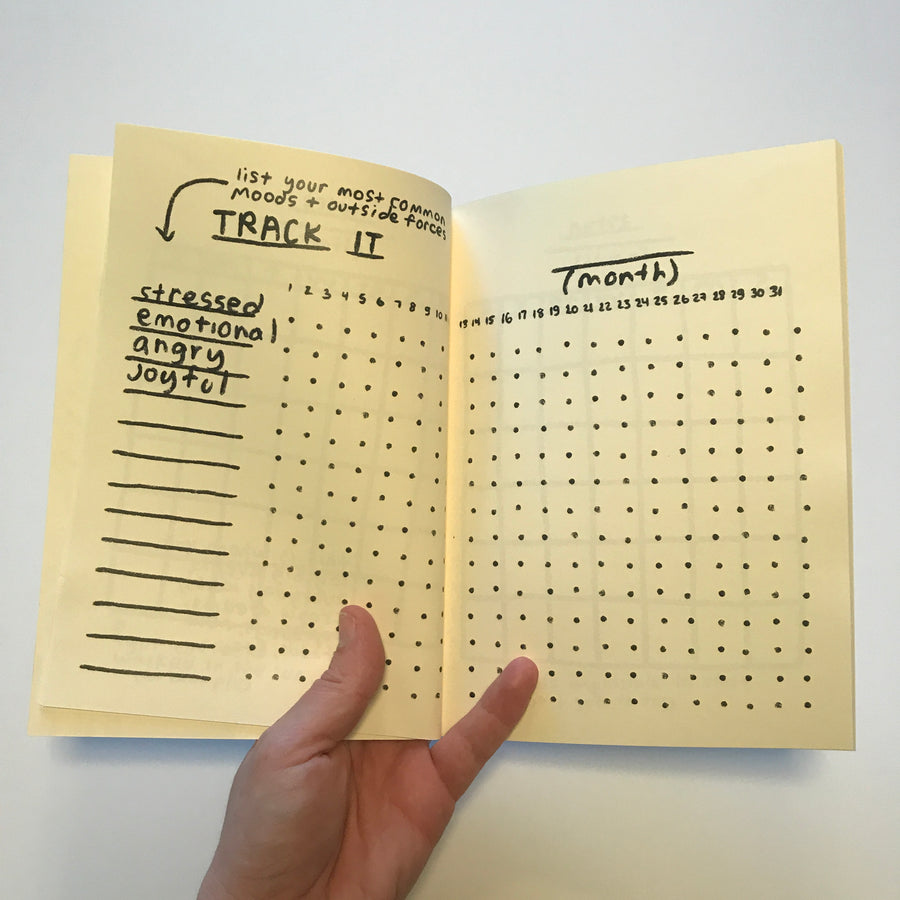 list your most common
moods + outside forces
TRACK IT
stressed
emotional
angry
joyful
1 2 3 4 5 6 7 8 9 10
(month)
13 14 15 16 17 18 19 20 21 22 23 24 25 26 27 28 29 30 31